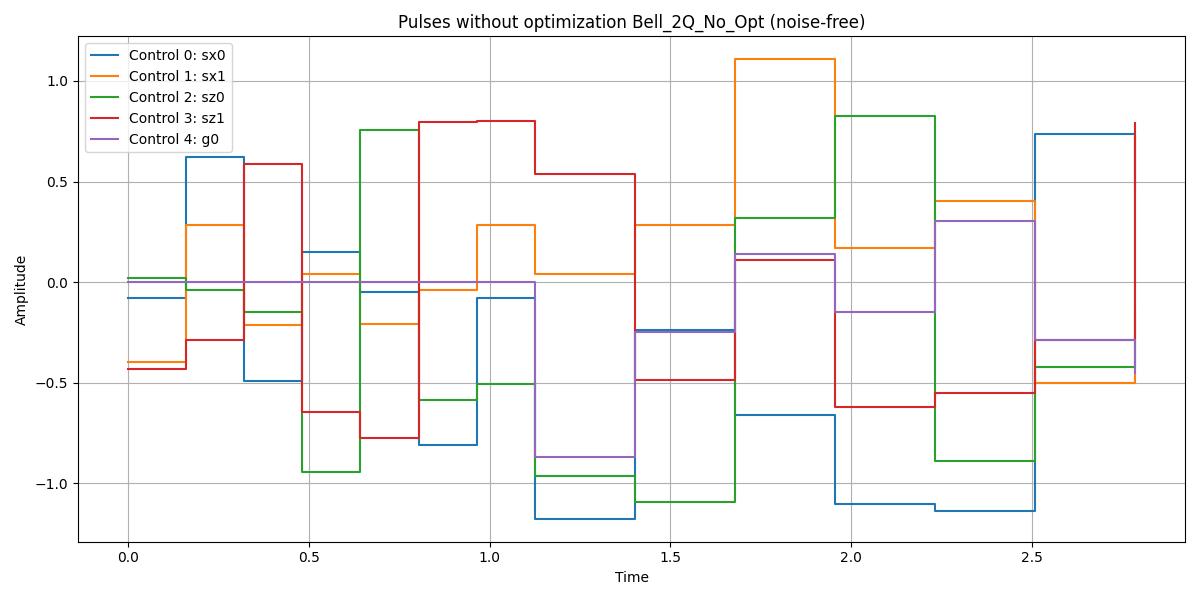 Pulses without optimization Bell_2Q_No_Opt (noise-free)
Control 0: sx0
Control 1: sx1
Control 2: sz0
Control 3: sz1
Control 4: g0
Amplitude
1.0
0.5
0.0
−0.5
−1.0
0.0 0.5 1.0 1.5 2.0 2.5
Time